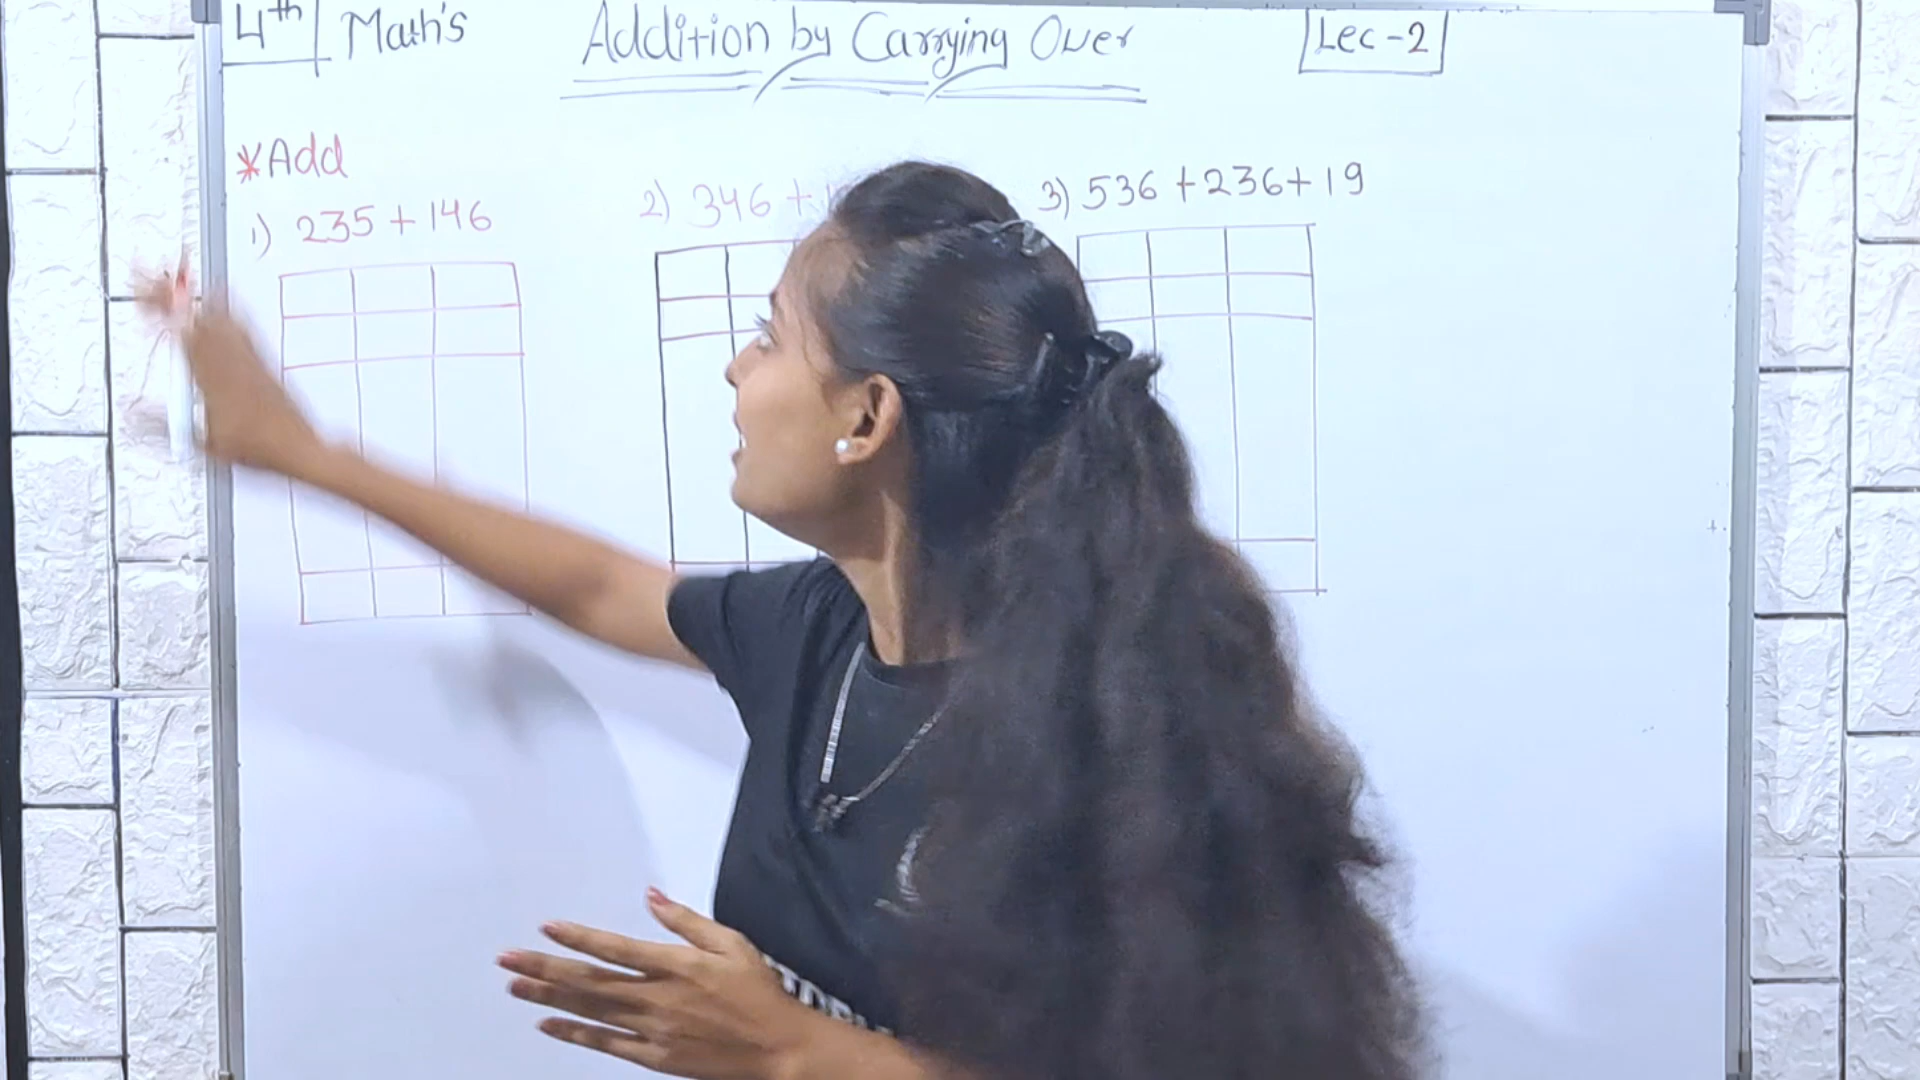 4th Math's Addition by Carrying Over Lec-2
*Add
1) 235 + 146
2) 346 +
3) 536 + 236 + 19